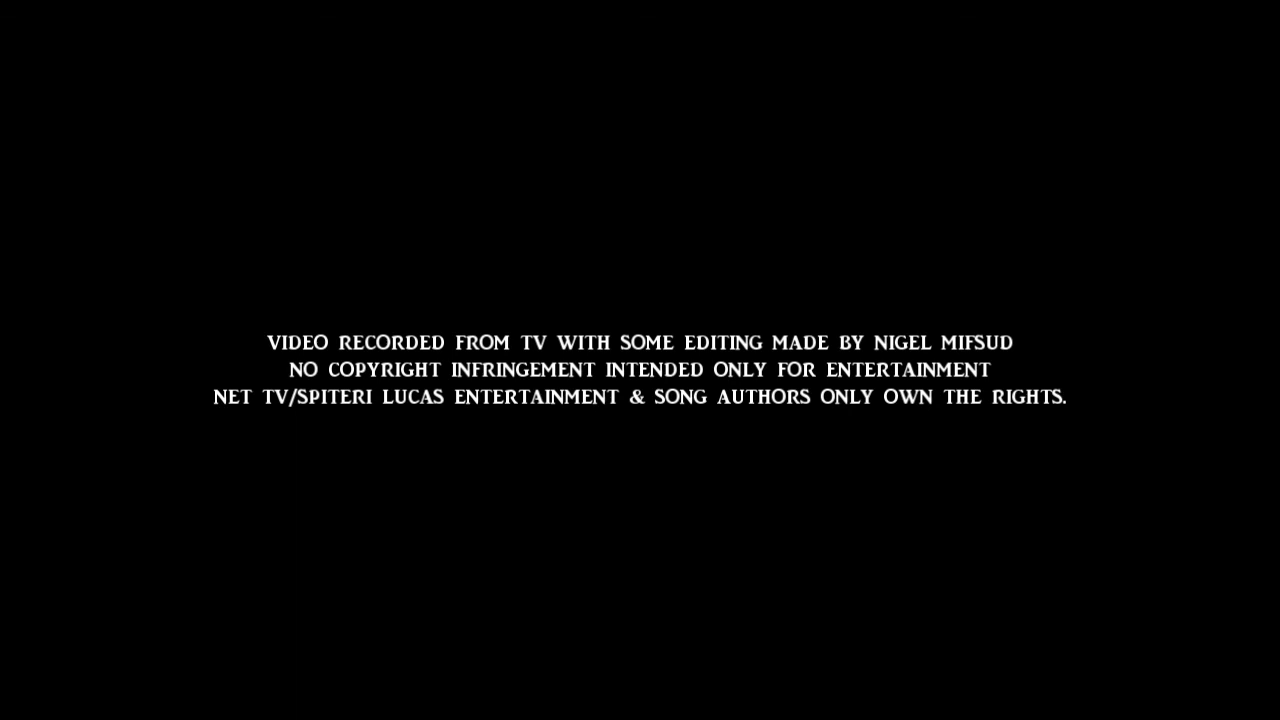 VIDEO RECORDED FROM TV WITH SOME EDITING MADE BY NIGEL MIFSUD
NO COPYRIGHT INFRINGEMENT INTENDED ONLY FOR ENTERTAINMENT
NET TV/SPITERI LUCAS ENTERTAINMENT & SONG AUTHORS ONLY OWN THE RIGHTS.